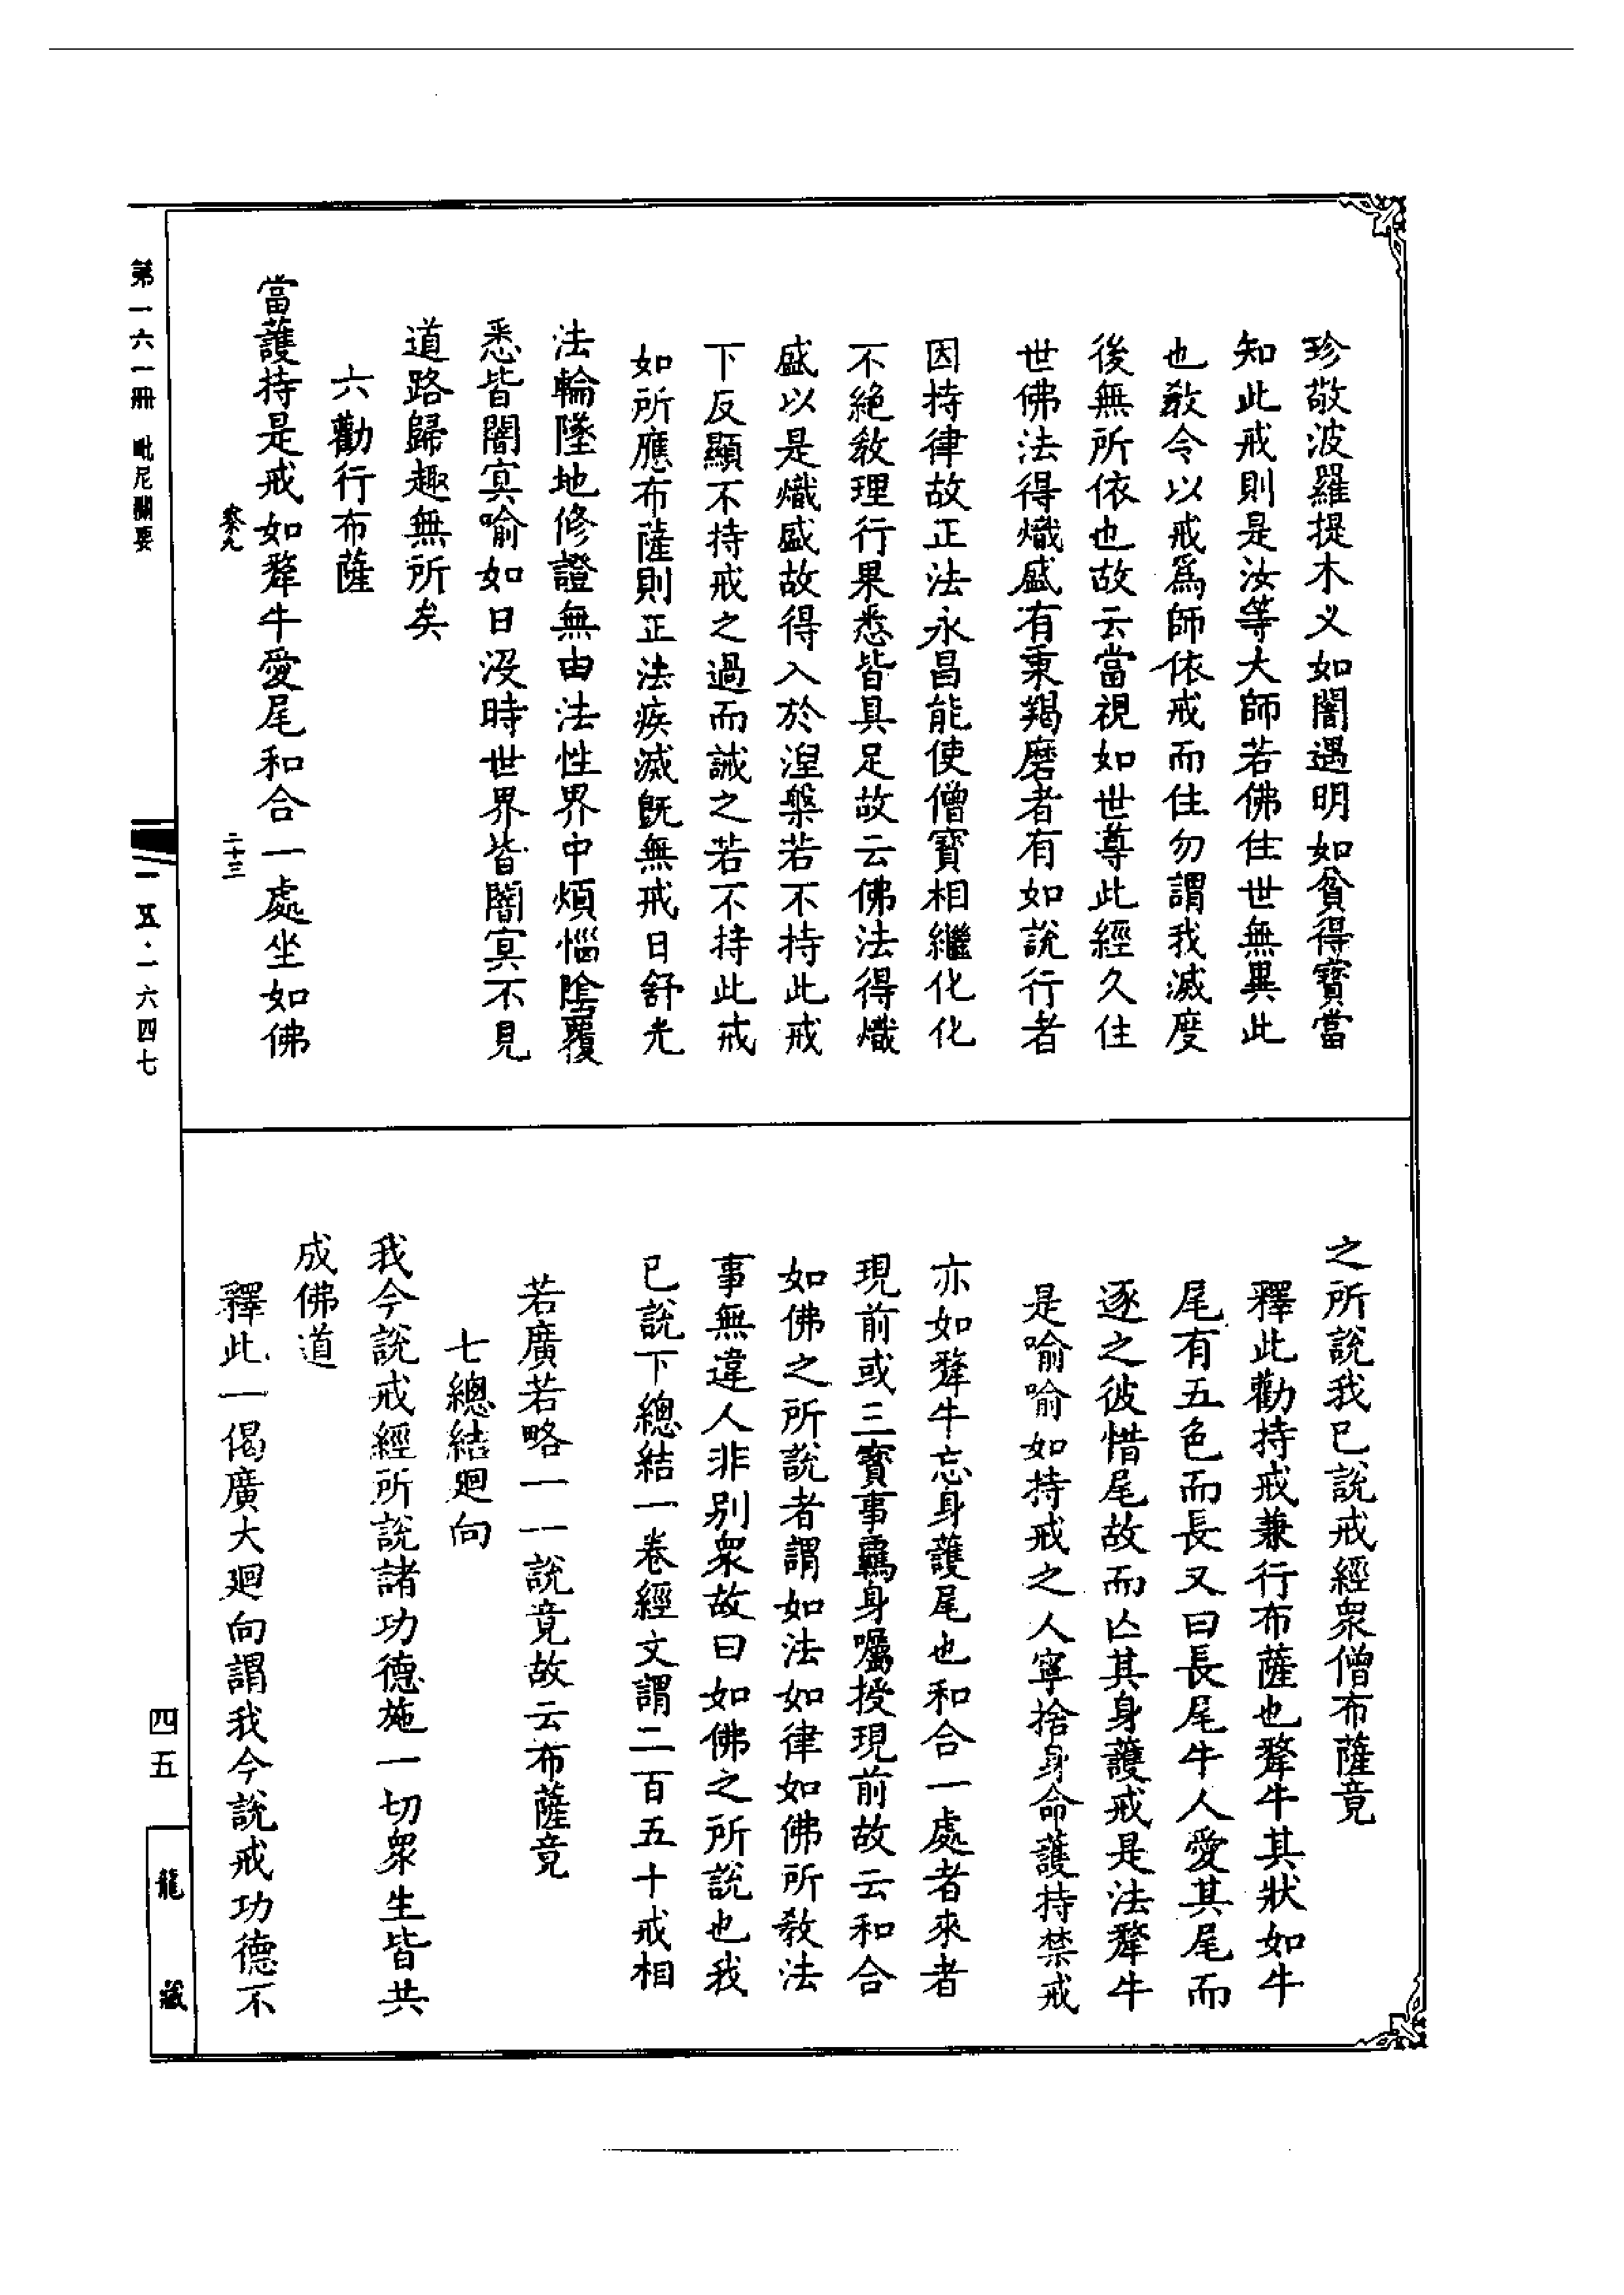 珍敬波羅提木义如闇遇明如貧得寳當
知此戒則是汝等大師若佛住世無異此
也敎令以戒爲師依戒而住勿謂我滅度
後無所依也故云當視如世尊此經久住
世佛法得熾盛有秉羯磨者有如說行者
因持律故正法永昌能使僧寳相繼化化
不絶敎理行果悉皆具足故云佛法得熾
盛以是熾盛故得入於湼槃若不持此戒
下反顯不持戒之過而誡之若不持此戒
如所應布薩則正法疾滅旣無戒日舒光
法輪墜地修證無由法性界中煩惱陰覆
悉皆闇㝠喻如日沒時世界皆闇㝠不見
道路歸趣無所矣
六勸行布薩
當護持是戒如犛牛愛尾和合一處坐如佛
之所說我已說戒經眾僧布薩竟
釋此勸持戒兼行布薩也犛牛其狀如牛
尾有五色而長又曰長尾牛人愛其尾而
逐之彼惜尾故而亾其身護戒是法犛牛
是喻喻如持戒之人寧捨身命護持禁戒
亦如犛牛忘身護尾也和合一處者來者
現前或三寳事羈身囑授現前故云和合
如佛之所說者謂如法如律如佛所敎法
事無違人非別眾故曰如佛之所說也我
已說下總結一卷經文謂二百五十戒相
若廣若略一一說竟故云布薩竟
七總結廻向
我今說戒經所說諸功德施一切眾生皆共
成佛道
釋此一偈廣大廻向謂我今說戒功德不
第一六一冊 毗尼關要
二十三
一五·一六四七
四五
龍藏